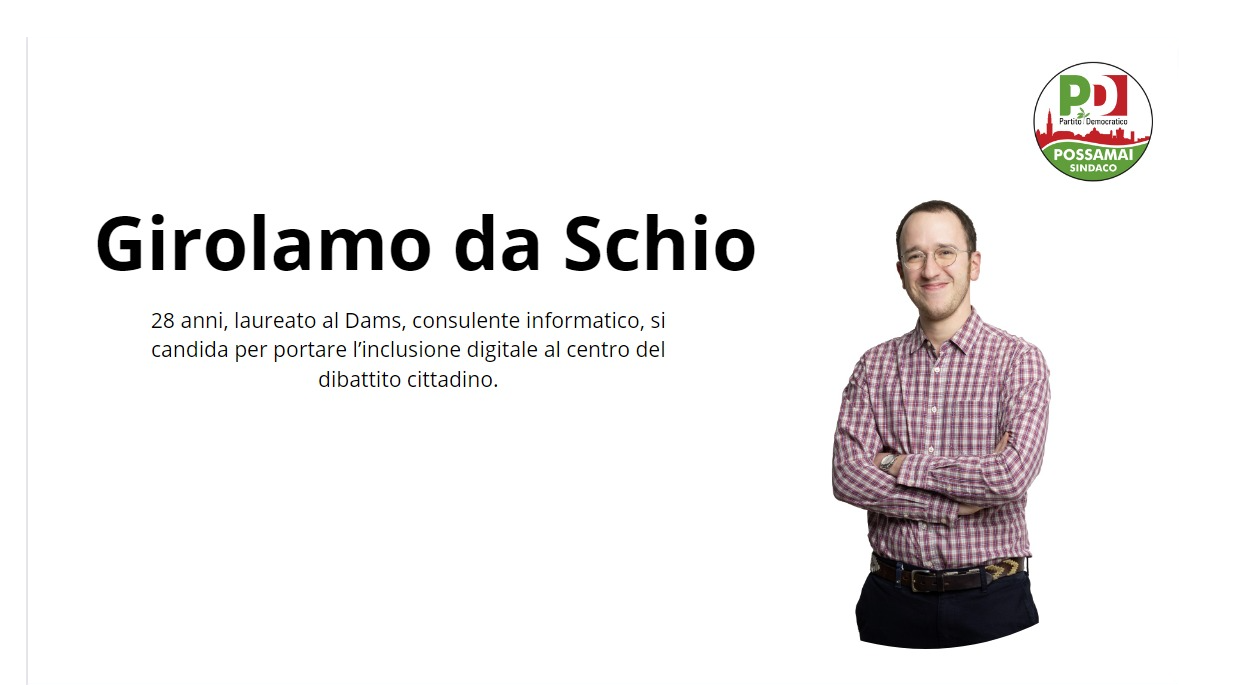 PD
Partito Democratico
POSSAMAI
SINDACO
Girolamo da Schio
28 anni, laureato al Dams, consulente informatico, si
candida per portare l’inclusione digitale al centro del
dibattito cittadino.